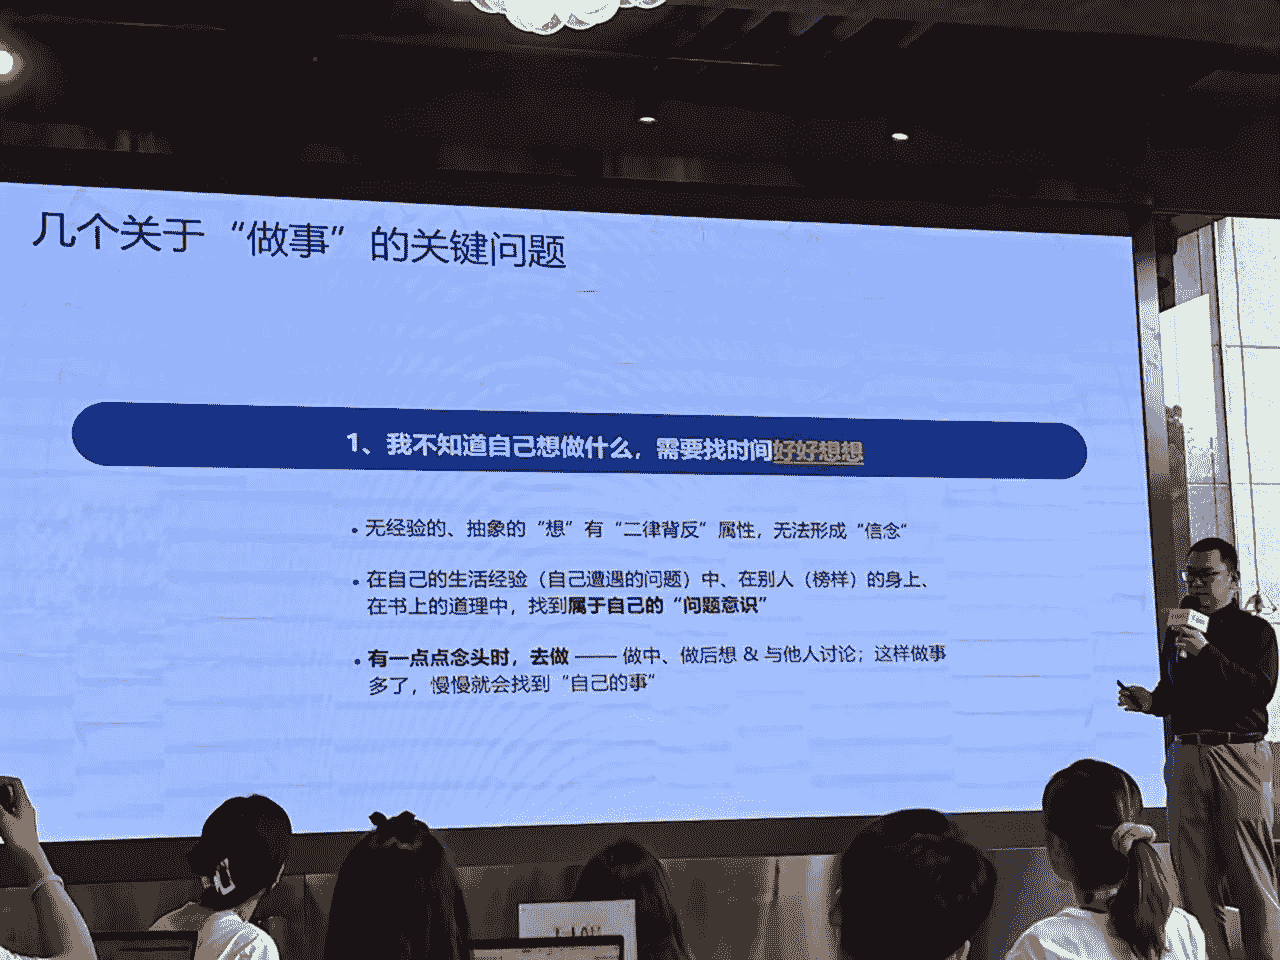 几个关于“做事”的关键问题
1、我不知道自己想做什么，需要找时间好好想想
• 无经验的、抽象的“想”有“二律背反”属性，无法形成“信念“
• 在自己的生活经验（自己遭遇的问题）中、在别人（榜样）的身上、
在书上的道理中，找到属于自己的“问题意识”
• 有一点点念头时，去做 —— 做中、做后想 & 与他人讨论；这样做事
多了，慢慢就会找到“自己的事“